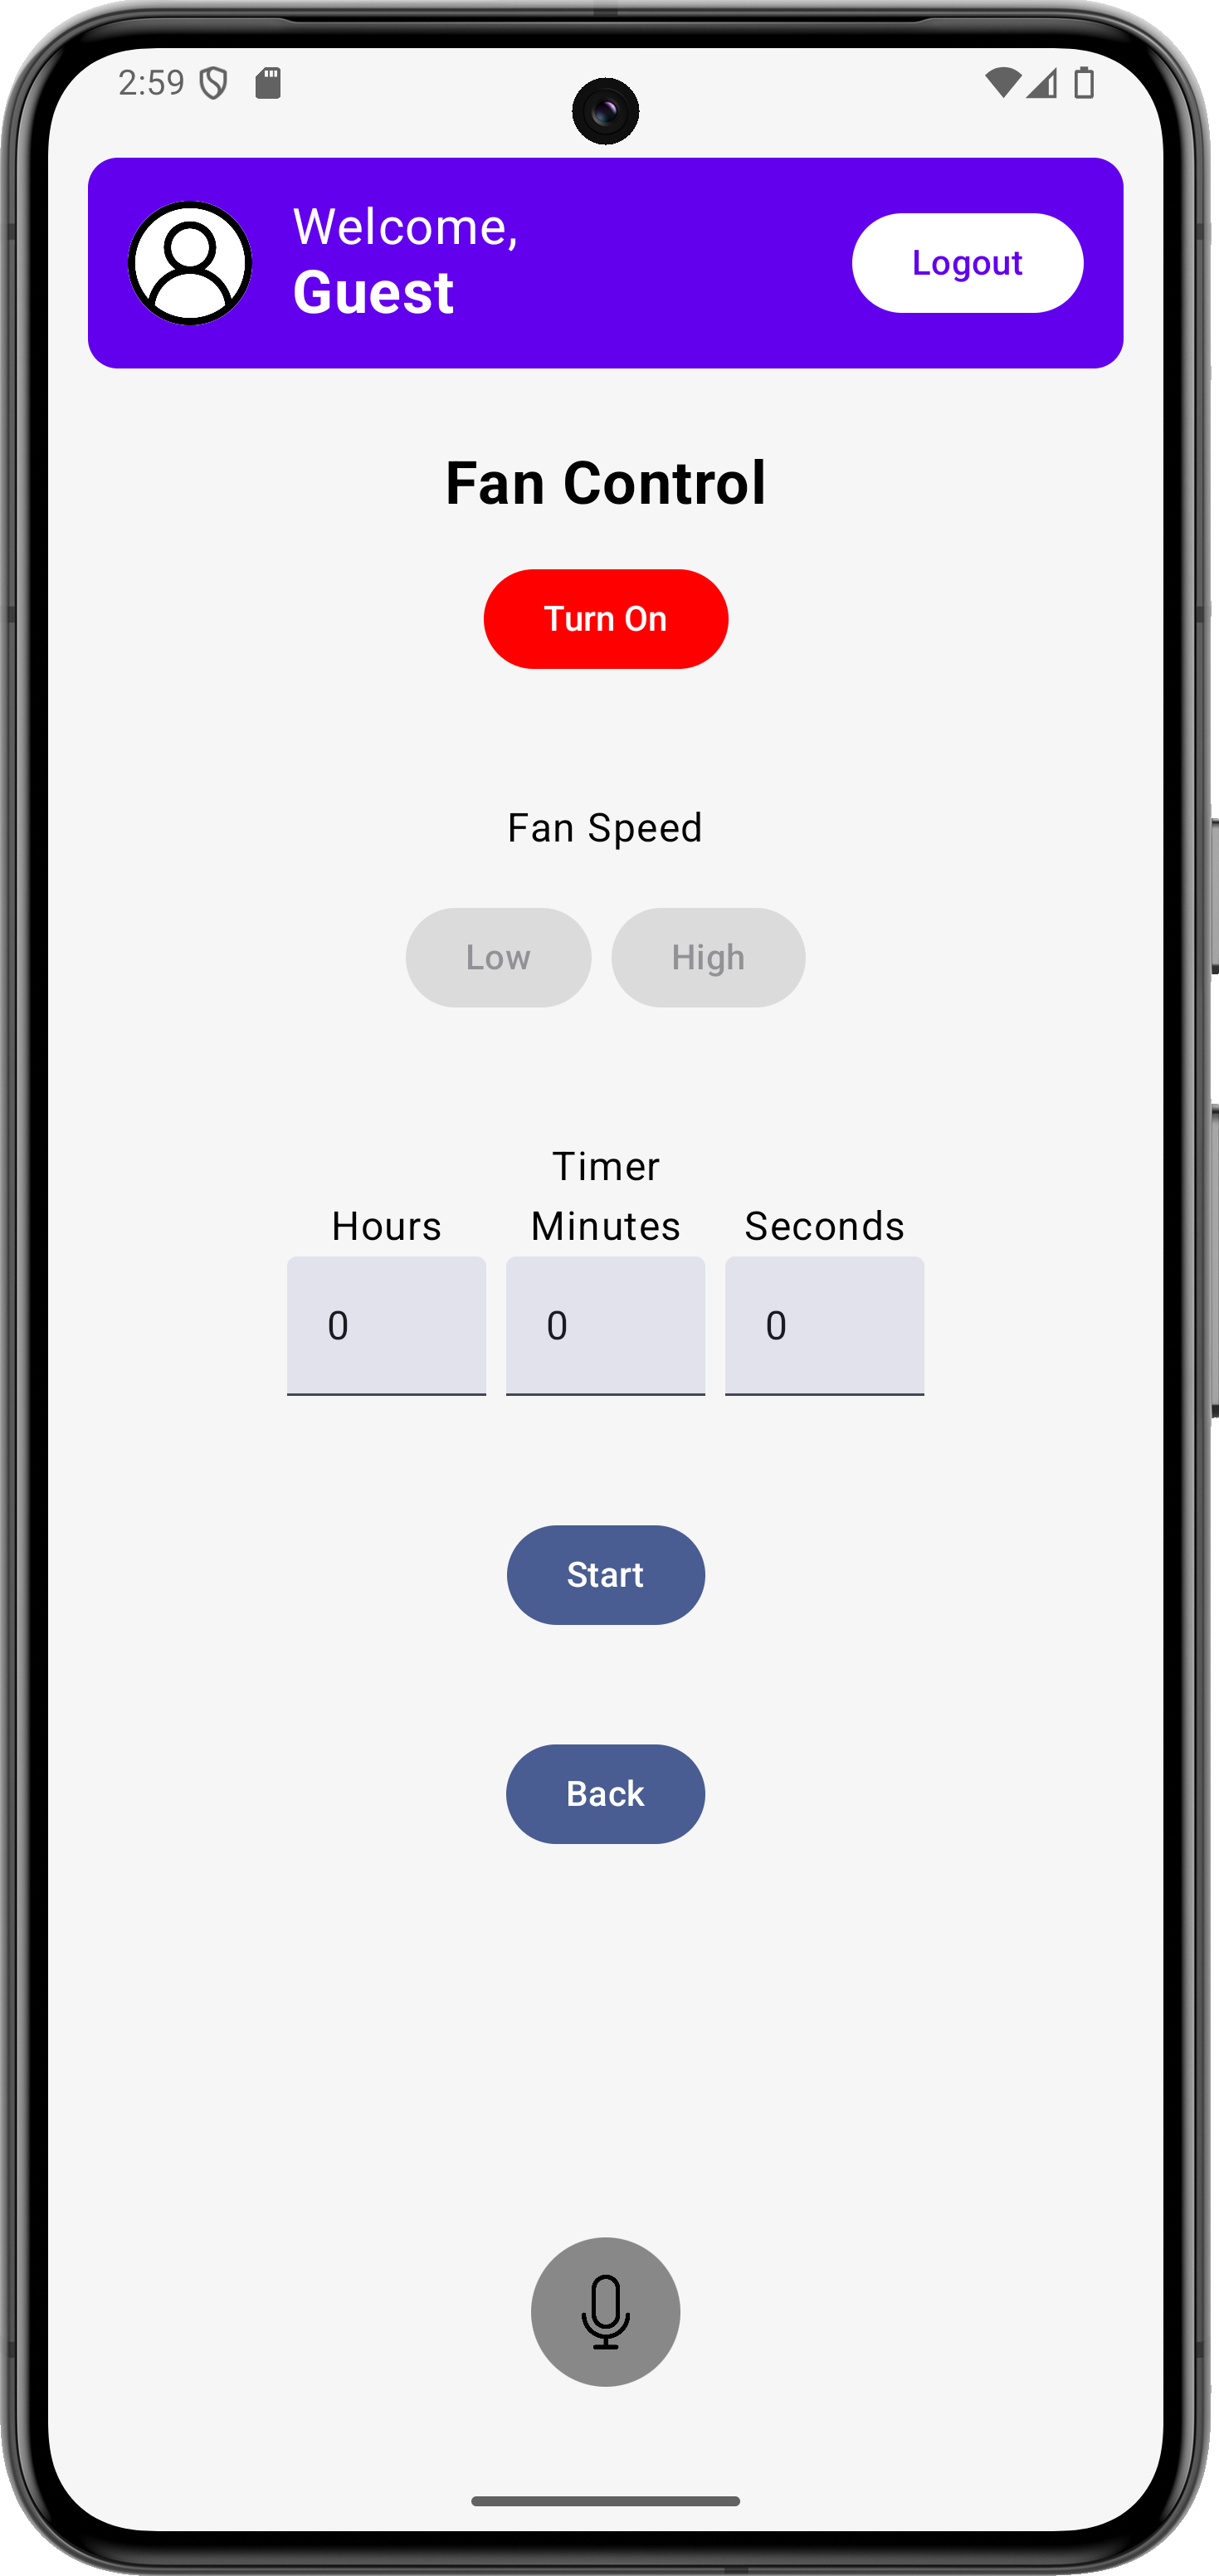 2:59
Welcome,
Guest
Logout
Fan Control
Turn On
Fan Speed
Low High
Timer
Hours Minutes Seconds
0 0 0
Start
Back